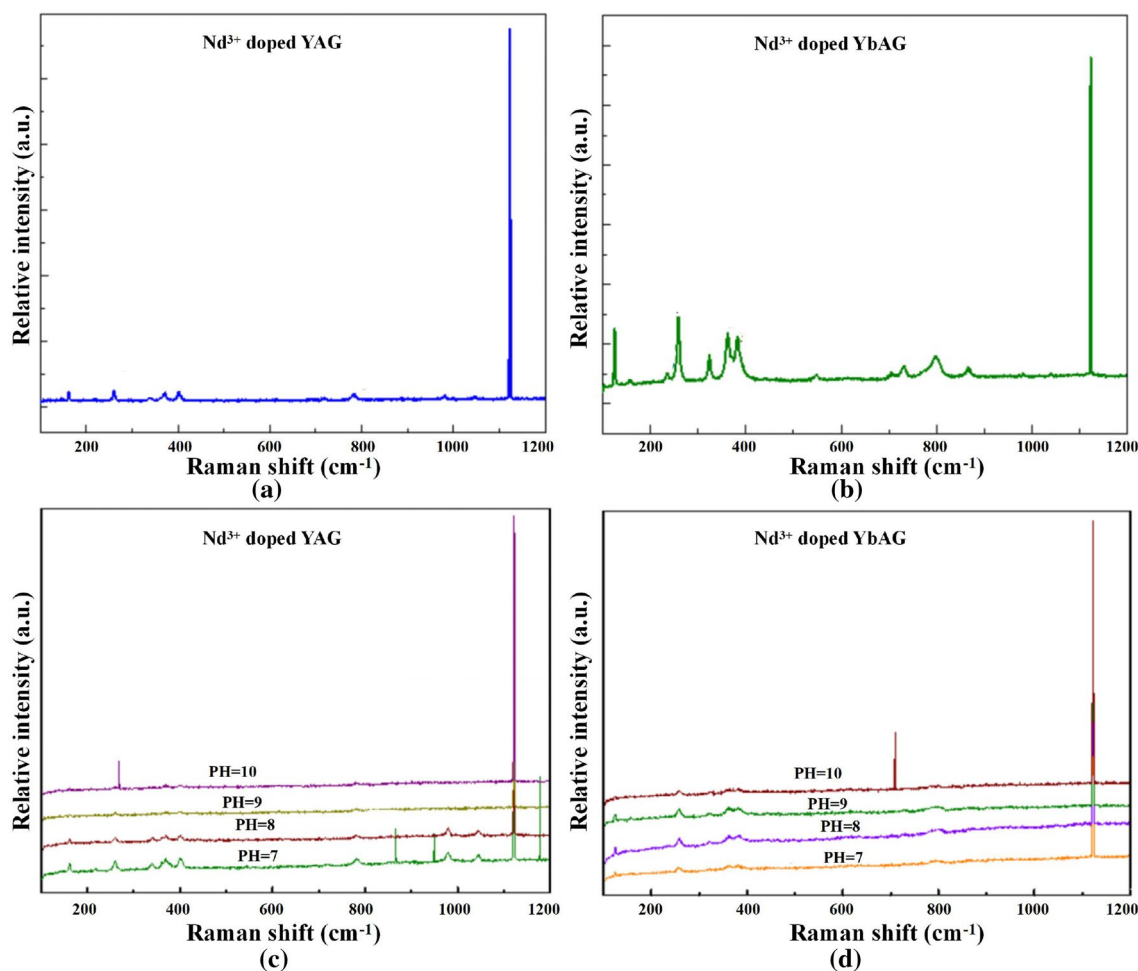 Nd³⁺ doped YAG
Relative intensity (a.u.)
200 400 600 800 1000 1200
Raman shift (cm⁻¹)
(a)
Nd³⁺ doped YbAG
Relative intensity (a.u.)
200 400 600 800 1000 1200
Raman shift (cm⁻¹)
(b)
Nd³⁺ doped YAG
Relative intensity (a.u.)
PH=10
PH=9
PH=8
PH=7
200 400 600 800 1000 1200
Raman shift (cm⁻¹)
(c)
Nd³⁺ doped YbAG
Relative intensity (a.u.)
PH=10
PH=9
PH=8
PH=7
200 400 600 800 1000 1200
Raman shift (cm⁻¹)
(d)